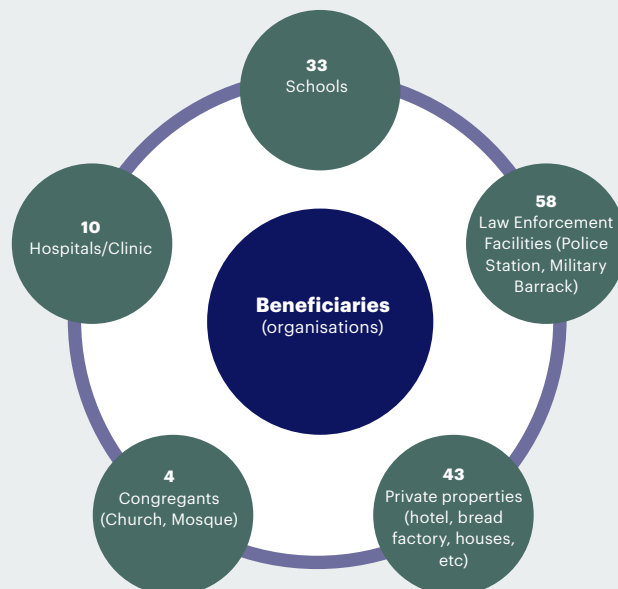 33
Schools
10
Hospitals/Clinic
58
Law Enforcement
Facilities (Police
Station, Military
Barrack)
Beneficiaries
(organisations)
4
Congregants
(Church, Mosque)
43
Private properties
(hotel, bread
factory, houses,
etc)